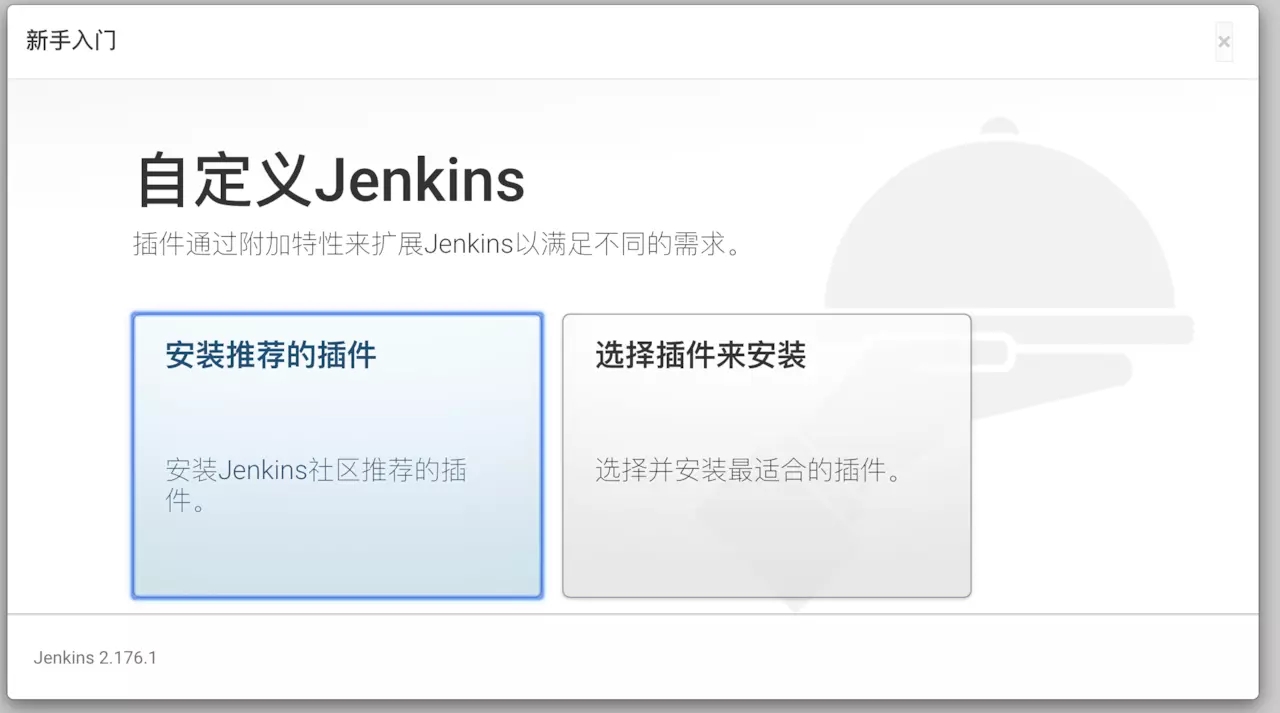 新手入门
×
自定义Jenkins
插件通过附加特性来扩展Jenkins以满足不同的需求。
安装推荐的插件
安装Jenkins社区推荐的插
件。
选择插件来安装
选择并安装最适合的插件。
Jenkins 2.176.1